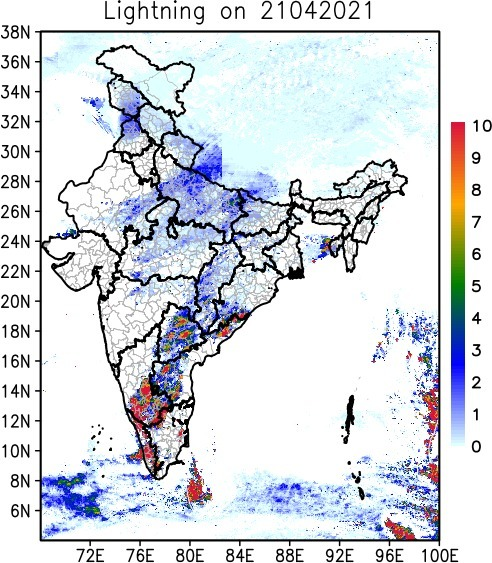 Lightning on 21042021
38N
36N
34N
32N
30N
28N
26N
24N
22N
20N
18N
16N
14N
12N
10N
8N
6N
72E 76E 80E 84E 88E 92E 96E 100E
10
9
8
7
6
5
4
3
2
1
0